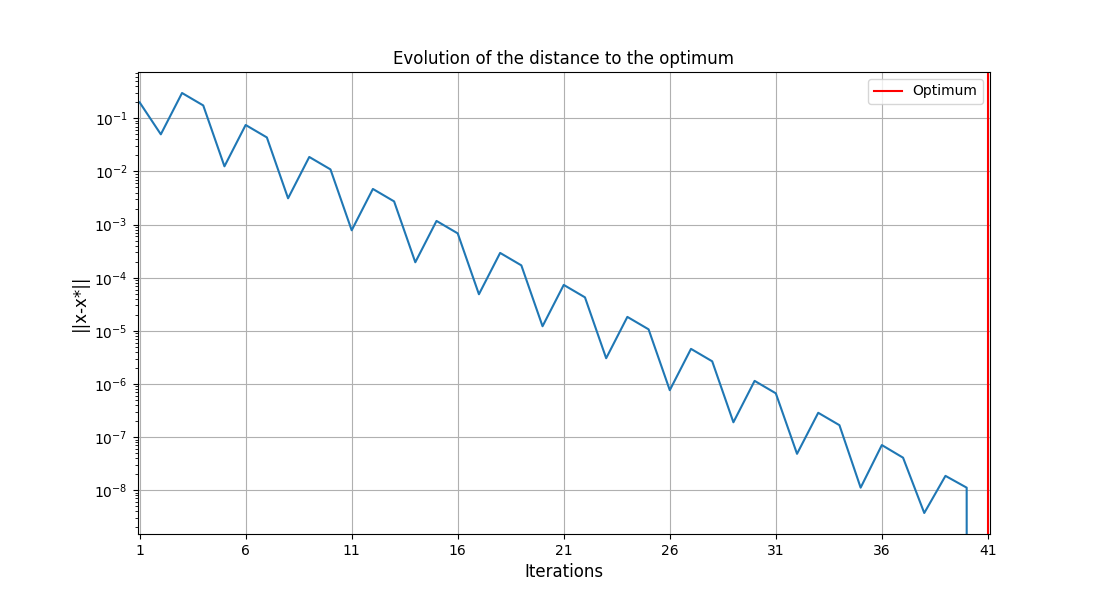 Evolution of the distance to the optimum
Optimum
10⁻¹
10⁻²
10⁻³
10⁻⁴
10⁻⁵
10⁻⁶
10⁻⁷
10⁻⁸
||x-x*||
1 6 11 16 21 26 31 36 41
Iterations